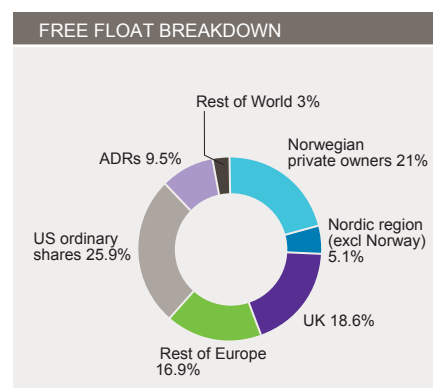 FREE FLOAT BREAKDOWN
Rest of World 3%
Norwegian
private owners 21%
ADRs 9.5%
Nordic region
(excl Norway)
5.1%
US ordinary
shares 25.9%
UK 18.6%
Rest of Europe
16.9%